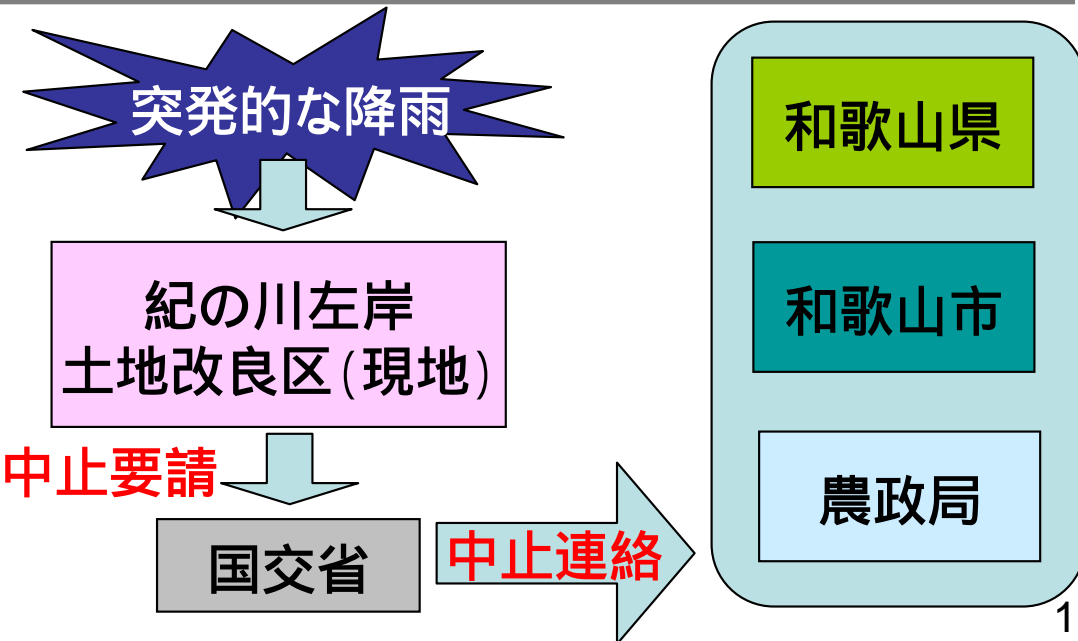 突発的な降雨
紀の川左岸
土地改良区(現地)
中止要請
国交省
中止連絡
和歌山県
和歌山市
農政局
1